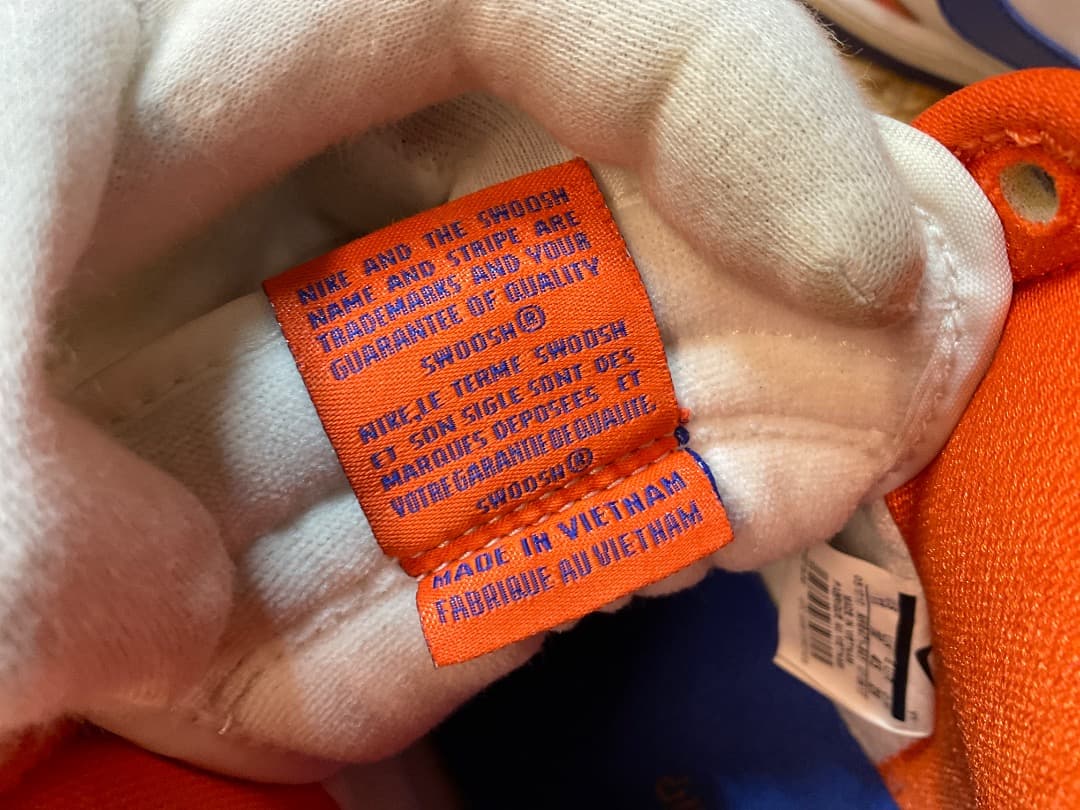 NIKE AND THE SWOOSH
NAME AND STRIPE ARE
TRADEMARKS AND YOUR
GUARANTEE OF QUALITY
SWOOSH®
NIKE,LE TERME SWOOSH
ET SON SIGLE SONT DES
MARQUES DEPOSEES ET
VOTRE GARANTIE DE QUALITE.
SWOOSH®
MADE IN VIETNAM
FABRIQUE AU VIETNAM